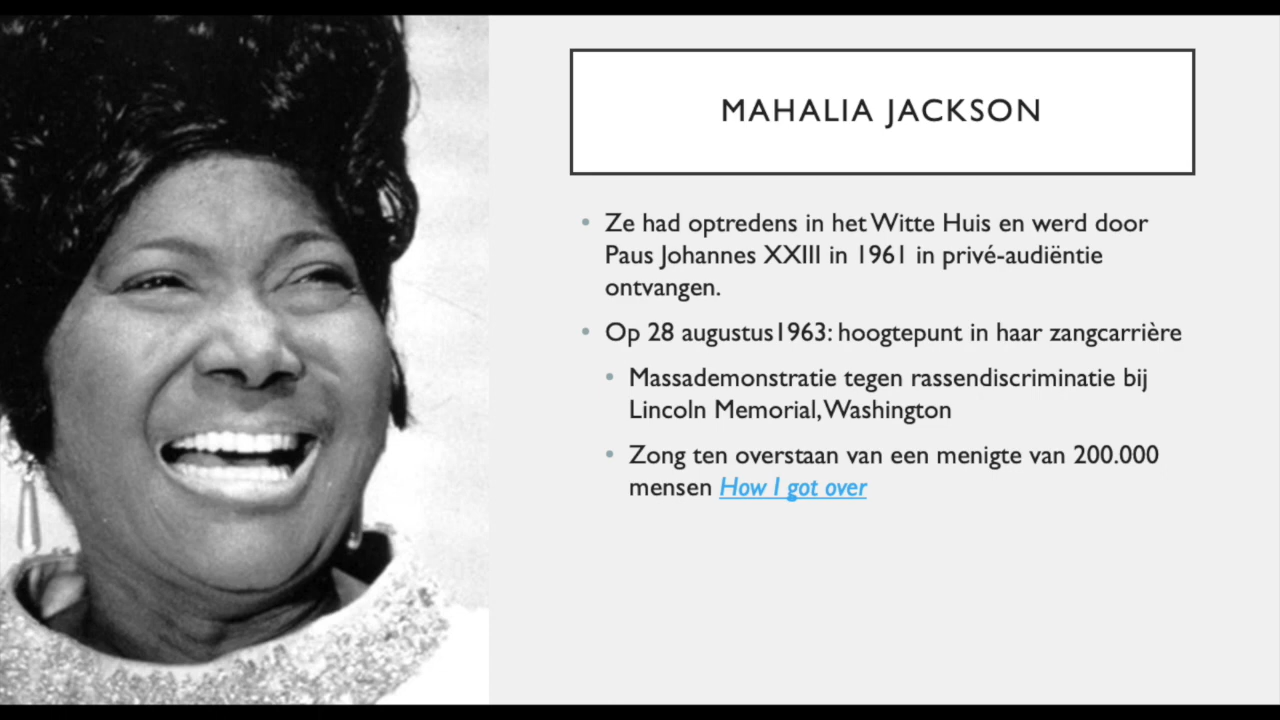 MAHALIA JACKSON
• Ze had optredens in het Witte Huis en werd door
Paus Johannes XXIII in 1961 in privé-audiëntie
ontvangen.
• Op 28 augustus1963: hoogtepunt in haar zangcarrière
• Massademonstratie tegen rassendiscriminatie bij
Lincoln Memorial, Washington
• Zong ten overstaan van een menigte van 200.000
mensen How I got over